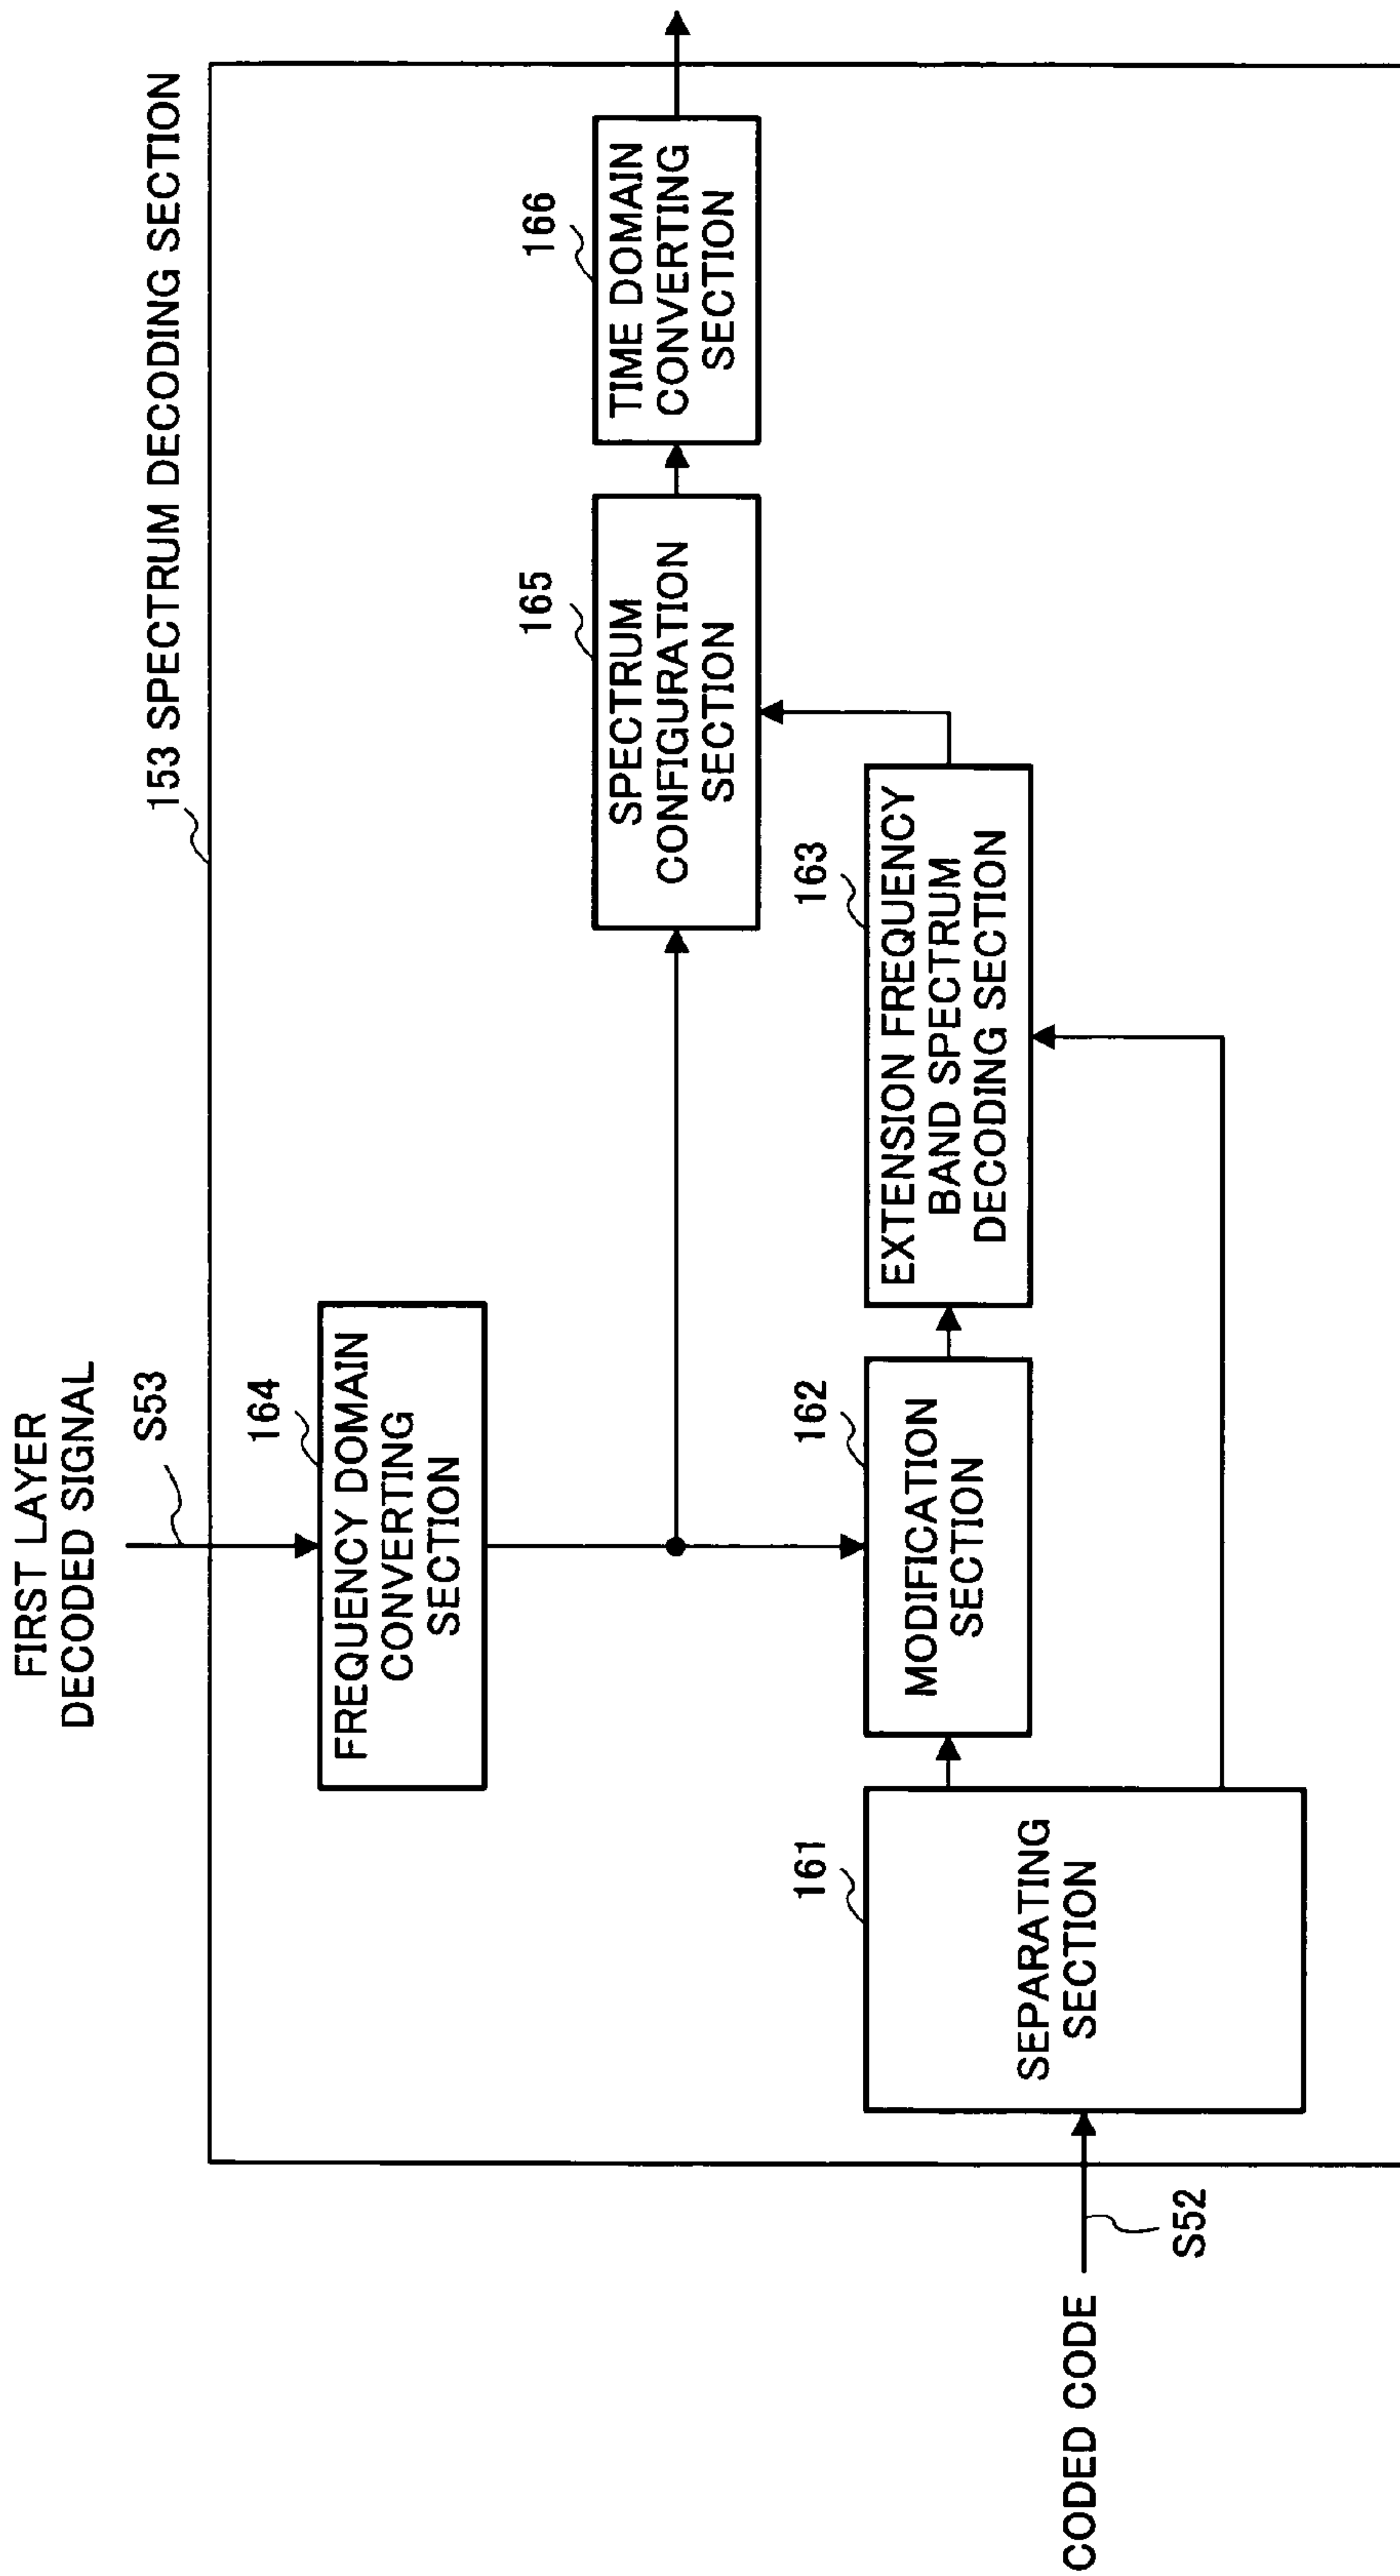 153 SPECTRUM DECODING SECTION
FIRST LAYER
DECODED SIGNAL
S53
164
FREQUENCY DOMAIN
CONVERTING
SECTION
165
SPECTRUM
CONFIGURATION
SECTION
166
TIME DOMAIN
CONVERTING
SECTION
161
SEPARATING
SECTION
162
MODIFICATION
SECTION
163
EXTENSION FREQUENCY
BAND SPECTRUM
DECODING SECTION
CODED CODE
S52